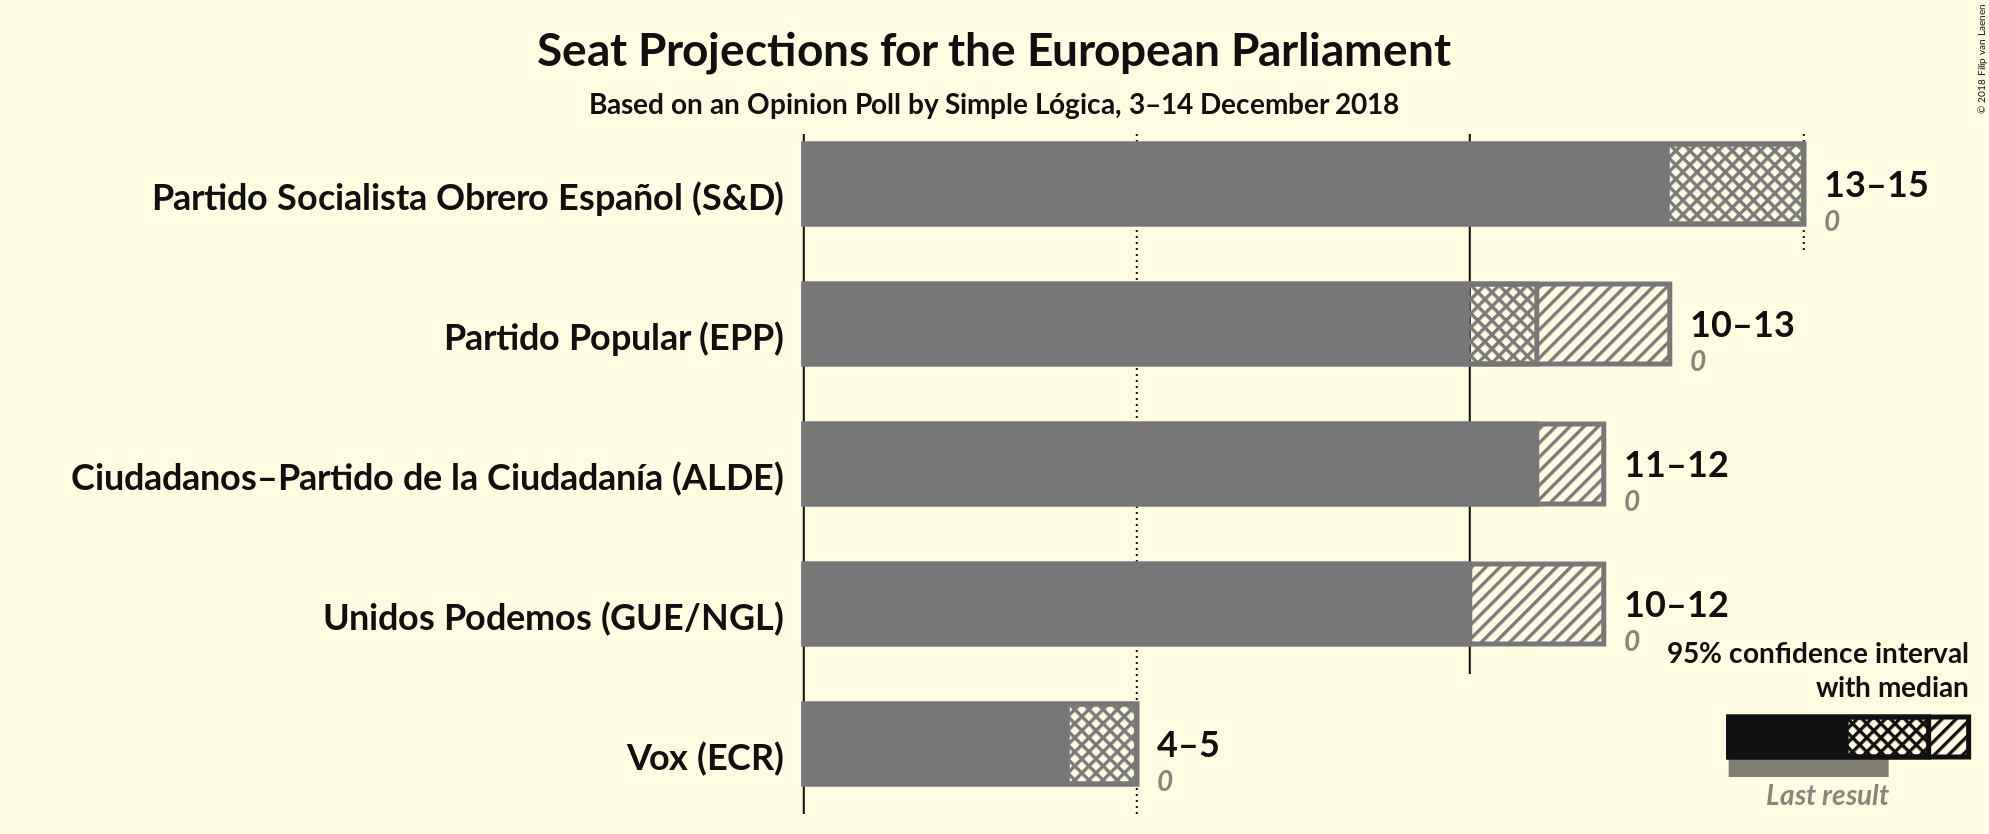 Seat Projections for the European Parliament
Based on an Opinion Poll by Simple Lógica, 3–14 December 2018
© 2018 Filip van Laenen
Partido Socialista Obrero Español (S&D)
13–15
0
Partido Popular (EPP)
10–13
0
Ciudadanos–Partido de la Ciudadanía (ALDE)
11–12
0
Unidos Podemos (GUE/NGL)
10–12
0
Vox (ECR)
4–5
0
95% confidence interval
with median
Last result